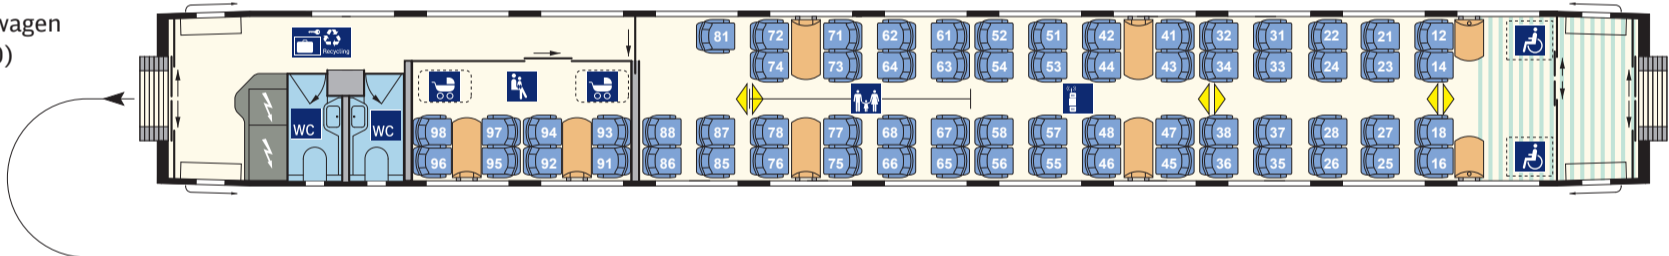 wagen
)
Recycling
WC WC
81 72 71 62 61 52 51 42 41 32 31 22 21 12
74 73 64 63 54 53 44 43 34 33 24 23 14
98 97 94 93 88 87 78 77 68 67 58 57 48 47 38 37 28 27 18
96 95 92 91 86 85 76 75 66 65 56 55 46 45 36 35 26 25 16